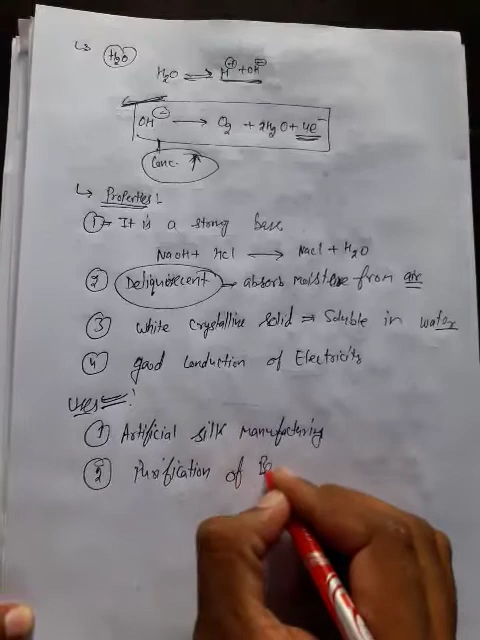 ↳ H₂O
H₂O ⇌ H⁺ + OH⁻
OH⁻ → O₂ + 2H₂O + 4e⁻
Conc. ↑
↳ Properties:
① It is a strong base
NaOH + HCl → NaCl + H₂O
② Deliquescent → absorbs moisture from air
③ White crystalline solid ⇒ Soluble in water
④ good conduction of Electricity
Uses:
① Artificial silk manufacturing
② Purification of Ba